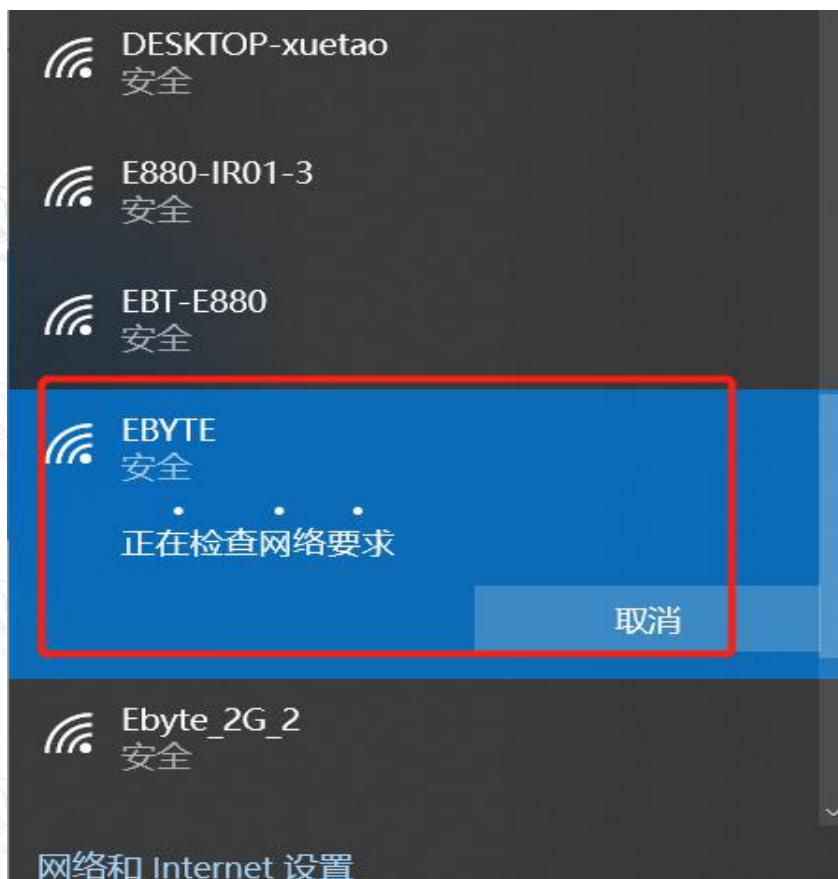 DESKTOP-xuetao
安全
E880-IR01-3
安全
EBT-E880
安全
EBYTE
安全
正在检查网络要求
取消
Ebyte_2G_2
安全
网络和 Internet 设置